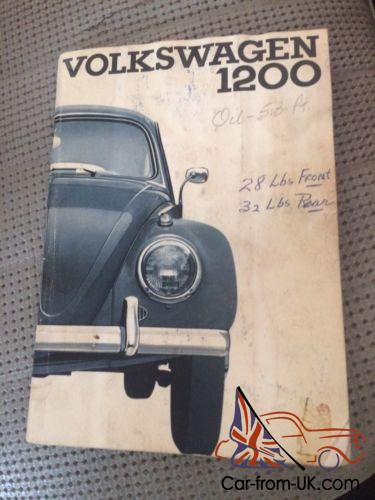 VOLKSWAGEN
1200
Oil-5.3 Pt.
28 Lbs Front
32 Lbs Rear
Car-from-UK.com